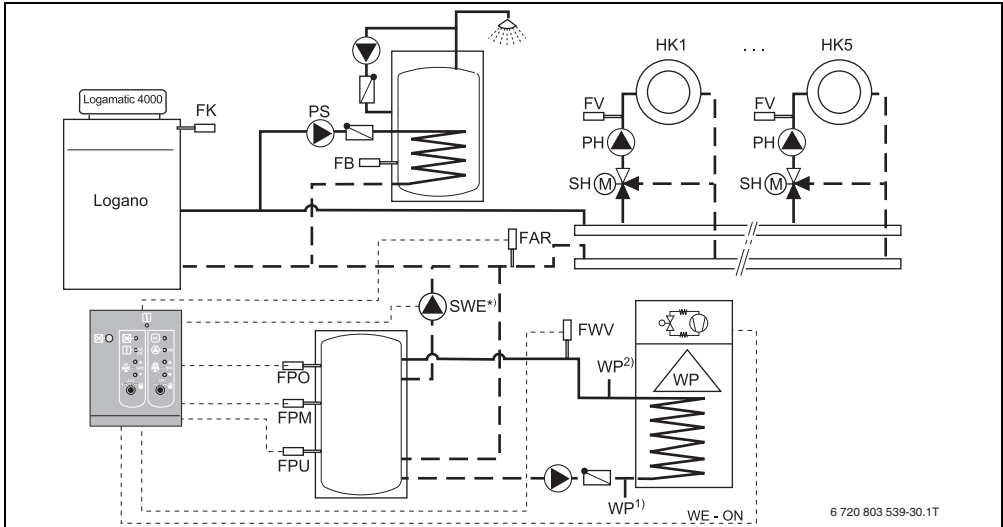 HK1
...
HK5
Logamatic 4000
FK
PS
FV
FV
PH
PH
FB
Logano
SH
M
SH
M
FAR
SWE*)
FWV
FPO
WP2)
WP
FPM
FPU
WP1)
WE - ON
6 720 803 539-30.1T